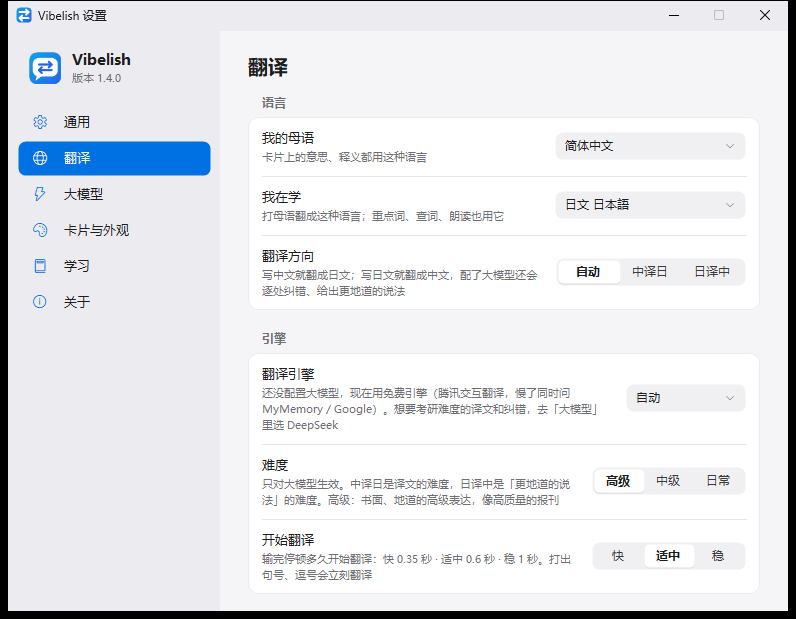 Vibelish 设置
Vibelish
版本 1.4.0
通用
翻译
大模型
卡片与外观
学习
关于
翻译
语言
我的母语
卡片上的意思、释义都用这种语言
简体中文
我在学
打母语翻成这种语言；重点词、查词、朗读也用它
日文 日本語
翻译方向
写中文就翻成日文；写日文就翻成中文，配了大模型还会
逐处纠错、给出更地道的说法
自动 中译日 日译中
引擎
翻译引擎
还没配置大模型，现在用免费引擎（腾讯交互翻译，慢了同时问
MyMemory / Google）。想要考研难度的译文和纠错，去「大模型」
里选 DeepSeek
自动
难度
只对大模型生效。中译日是译文的难度，日译中是「更地道的说
法」的难度。高级：书面、地道的高级表达，像高质量的报刊
高级 中级 日常
开始翻译
输完停顿多久开始翻译：快 0.35 秒 · 适中 0.6 秒 · 稳 1 秒。打出
句号、逗号会立刻翻译
快 适中 稳